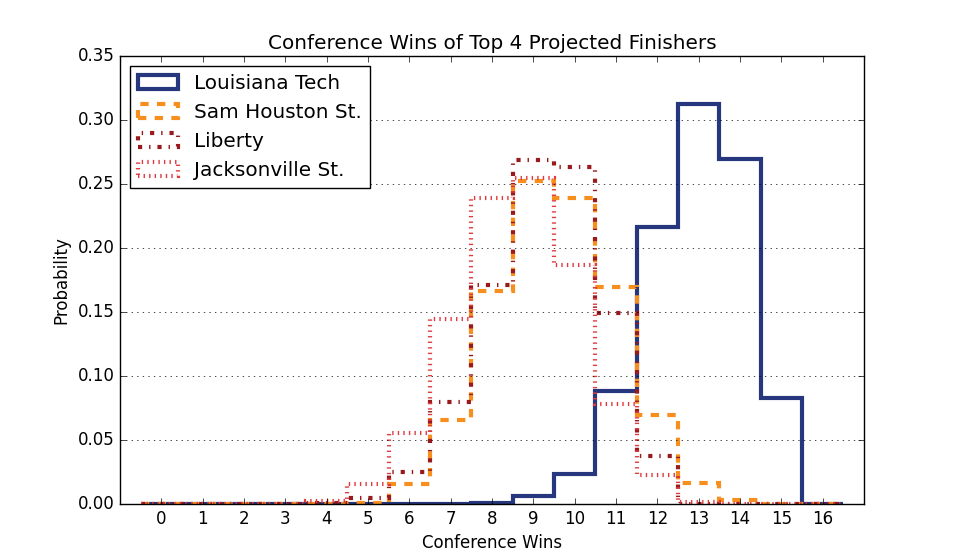 Conference Wins of Top 4 Projected Finishers
Louisiana Tech
Sam Houston St.
Liberty
Jacksonville St.
Probability
0.35
0.30
0.25
0.20
0.15
0.10
0.05
0.00
0 1 2 3 4 5 6 7 8 9 10 11 12 13 14 15 16
Conference Wins